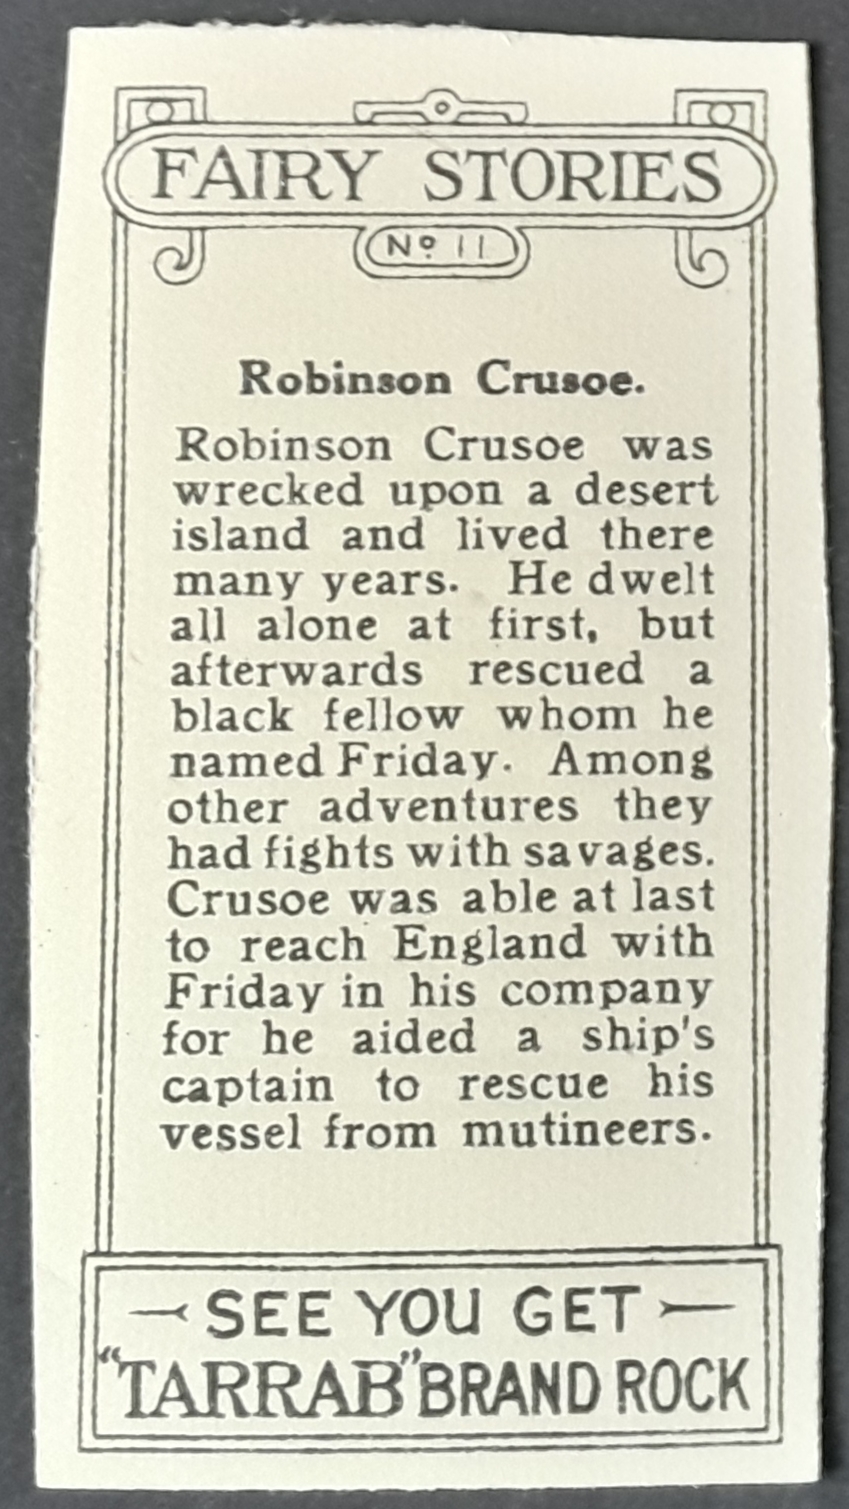 FAIRY STORIES
No 11
Robinson Crusoe.
Robinson Crusoe was
wrecked upon a desert
island and lived there
many years. He dwelt
all alone at first, but
afterwards rescued a
black fellow whom he
named Friday. Among
other adventures they
had fights with savages.
Crusoe was able at last
to reach England with
Friday in his company
for he aided a ship's
captain to rescue his
vessel from mutineers.
SEE YOU GET
"TARRAB" BRAND ROCK